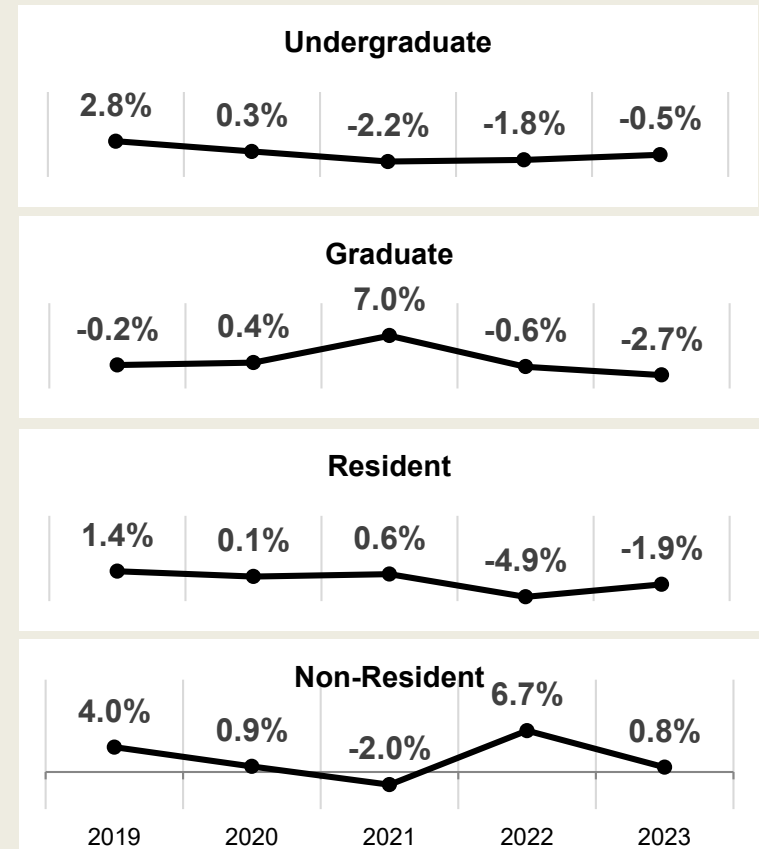 Undergraduate
2.8% 0.3% -2.2% -1.8% -0.5%
Graduate
-0.2% 0.4% 7.0% -0.6% -2.7%
Resident
1.4% 0.1% 0.6% -4.9% -1.9%
Non-Resident
4.0% 0.9% -2.0% 6.7% 0.8%
2019 2020 2021 2022 2023